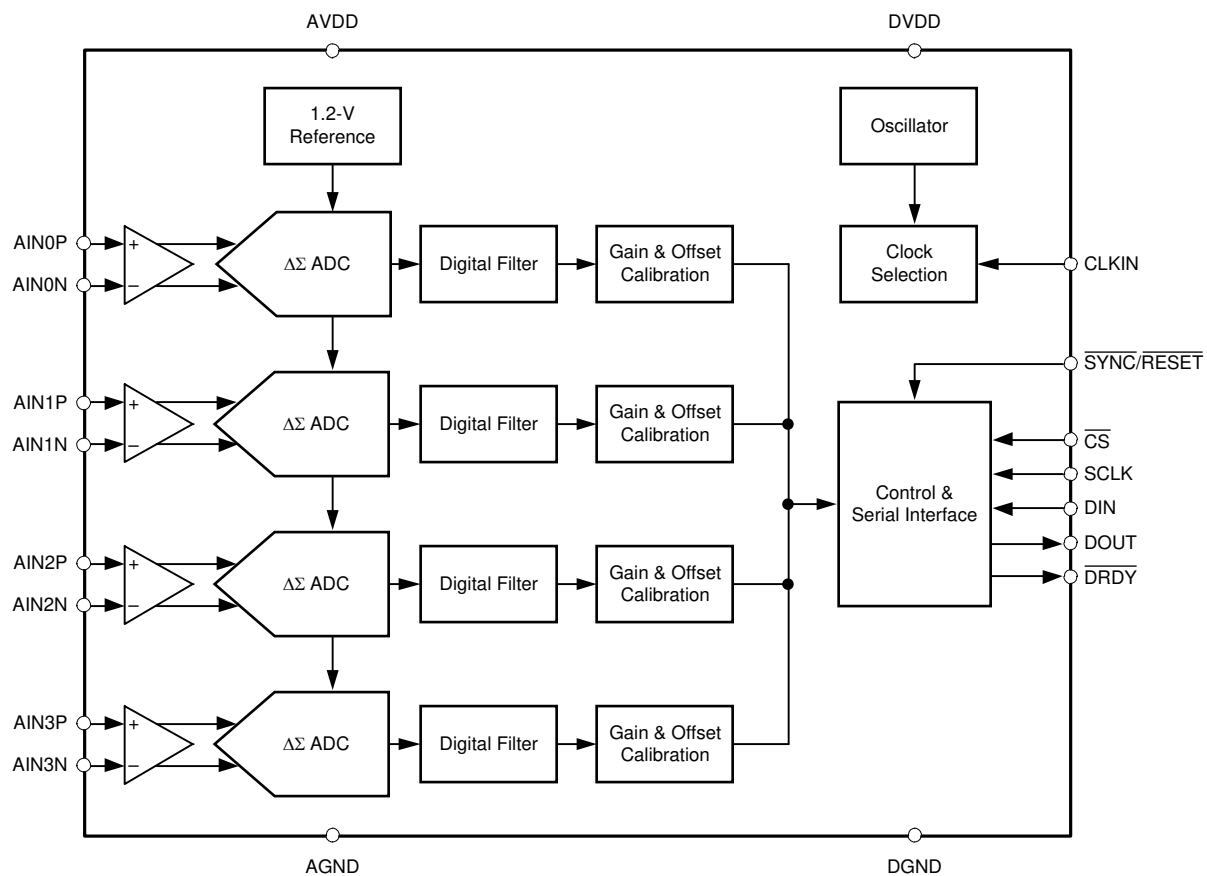 AVDD
DVDD
1.2-V
Reference
Oscillator
AIN0P
+
ΔΣ ADC
Digital Filter
Gain & Offset
Calibration
Clock
Selection
CLKIN
AIN0N
−
SYNC/RESET
AIN1P
+
ΔΣ ADC
Digital Filter
Gain & Offset
Calibration
AIN1N
−
CS
SCLK
Control &
Serial Interface
DIN
DOUT
DRDY
AIN2P
+
ΔΣ ADC
Digital Filter
Gain & Offset
Calibration
AIN2N
−
AIN3P
+
ΔΣ ADC
Digital Filter
Gain & Offset
Calibration
AIN3N
−
AGND
DGND